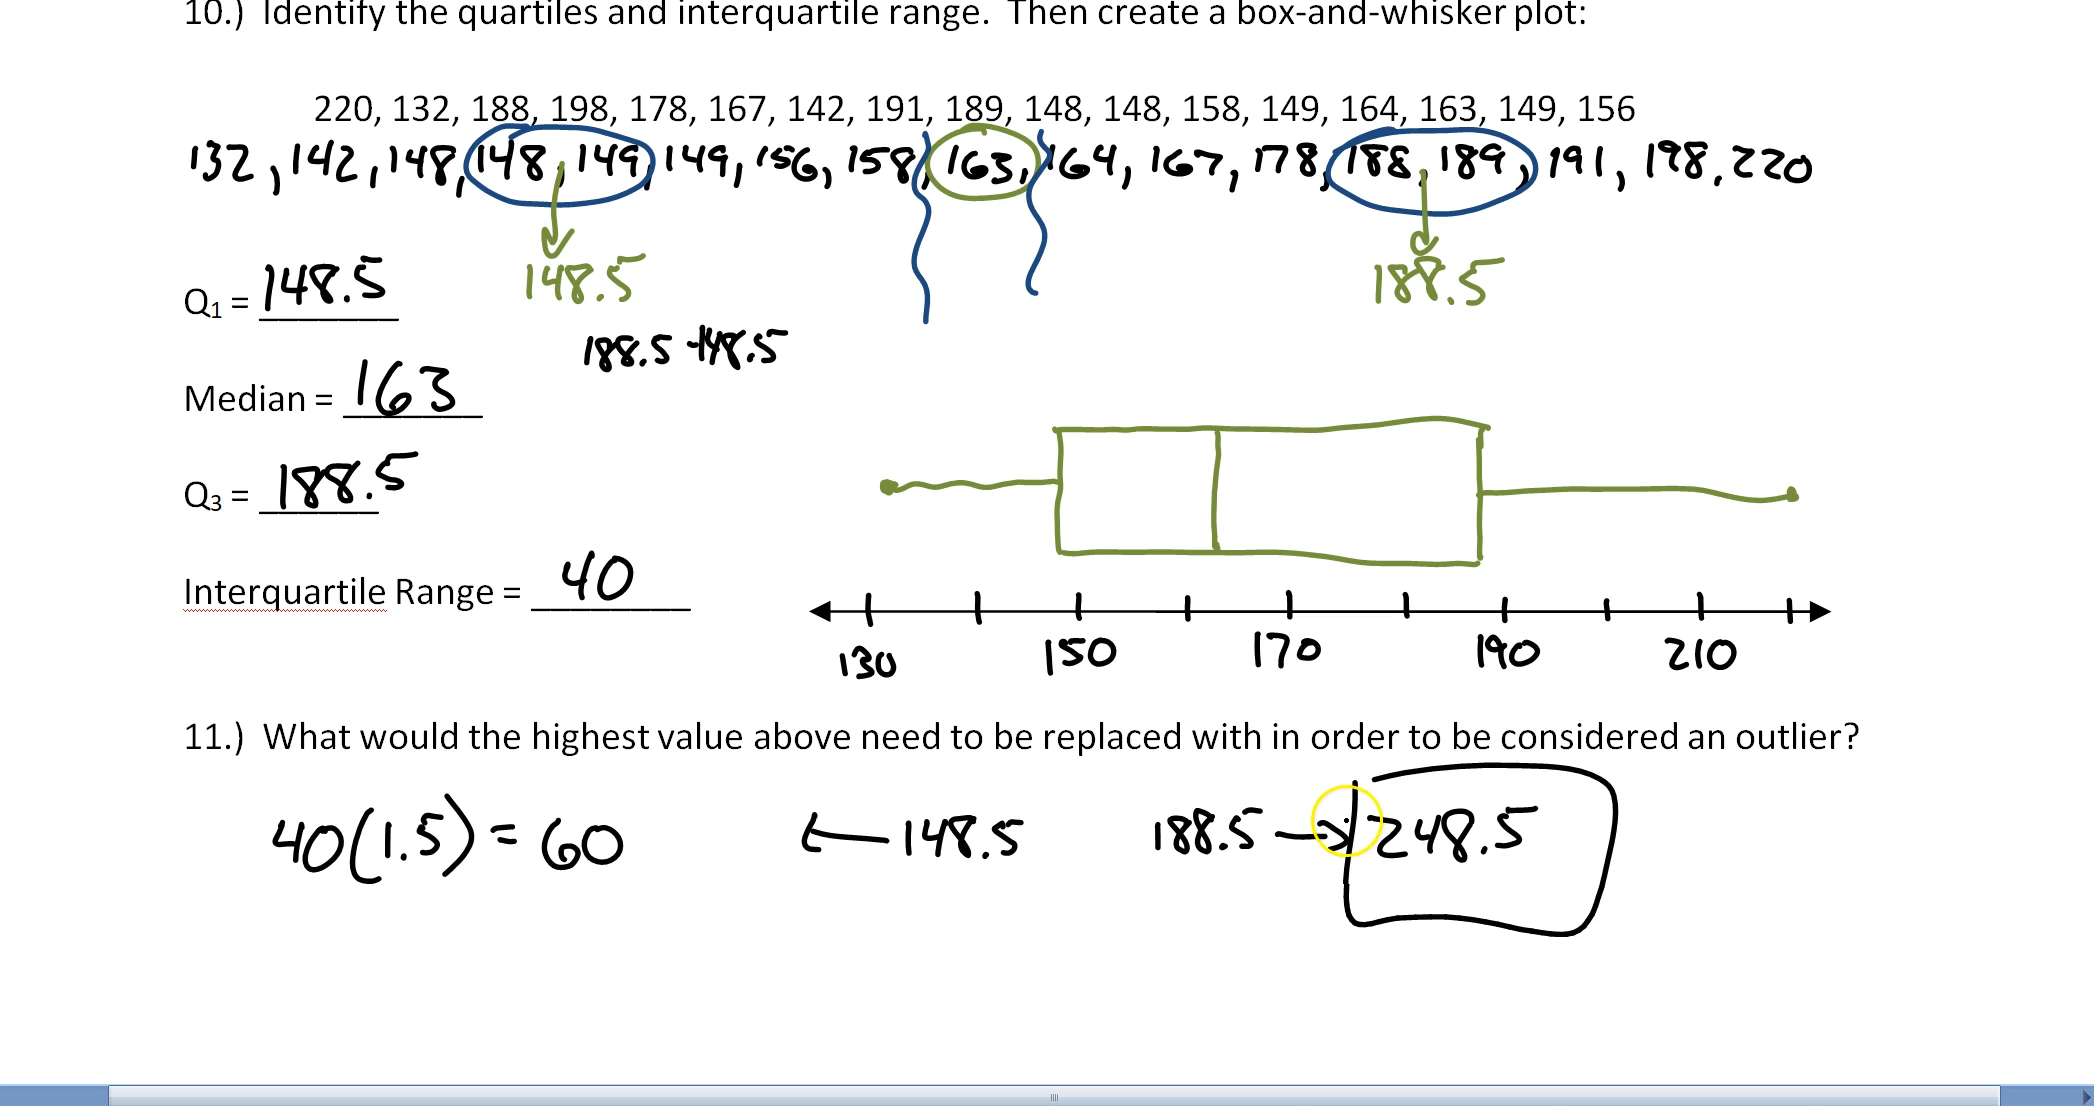 10.) Identify the quartiles and interquartile range. Then create a box-and-whisker plot:
220, 132, 188, 198, 178, 167, 142, 191, 189, 148, 148, 158, 149, 164, 163, 149, 156
132, 142, 148, 148, 149, 149, 156, 158, 163, 164, 167, 178, 188, 189, 191, 198, 220
148.5 188.5
Q1 = 148.5
188.5 - 148.5
Median = 163
Q3 = 188.5
Interquartile Range = 40
130 150 170 190 210
11.) What would the highest value above need to be replaced with in order to be considered an outlier?
40(1.5) = 60 ← 148.5 188.5 → 248.5